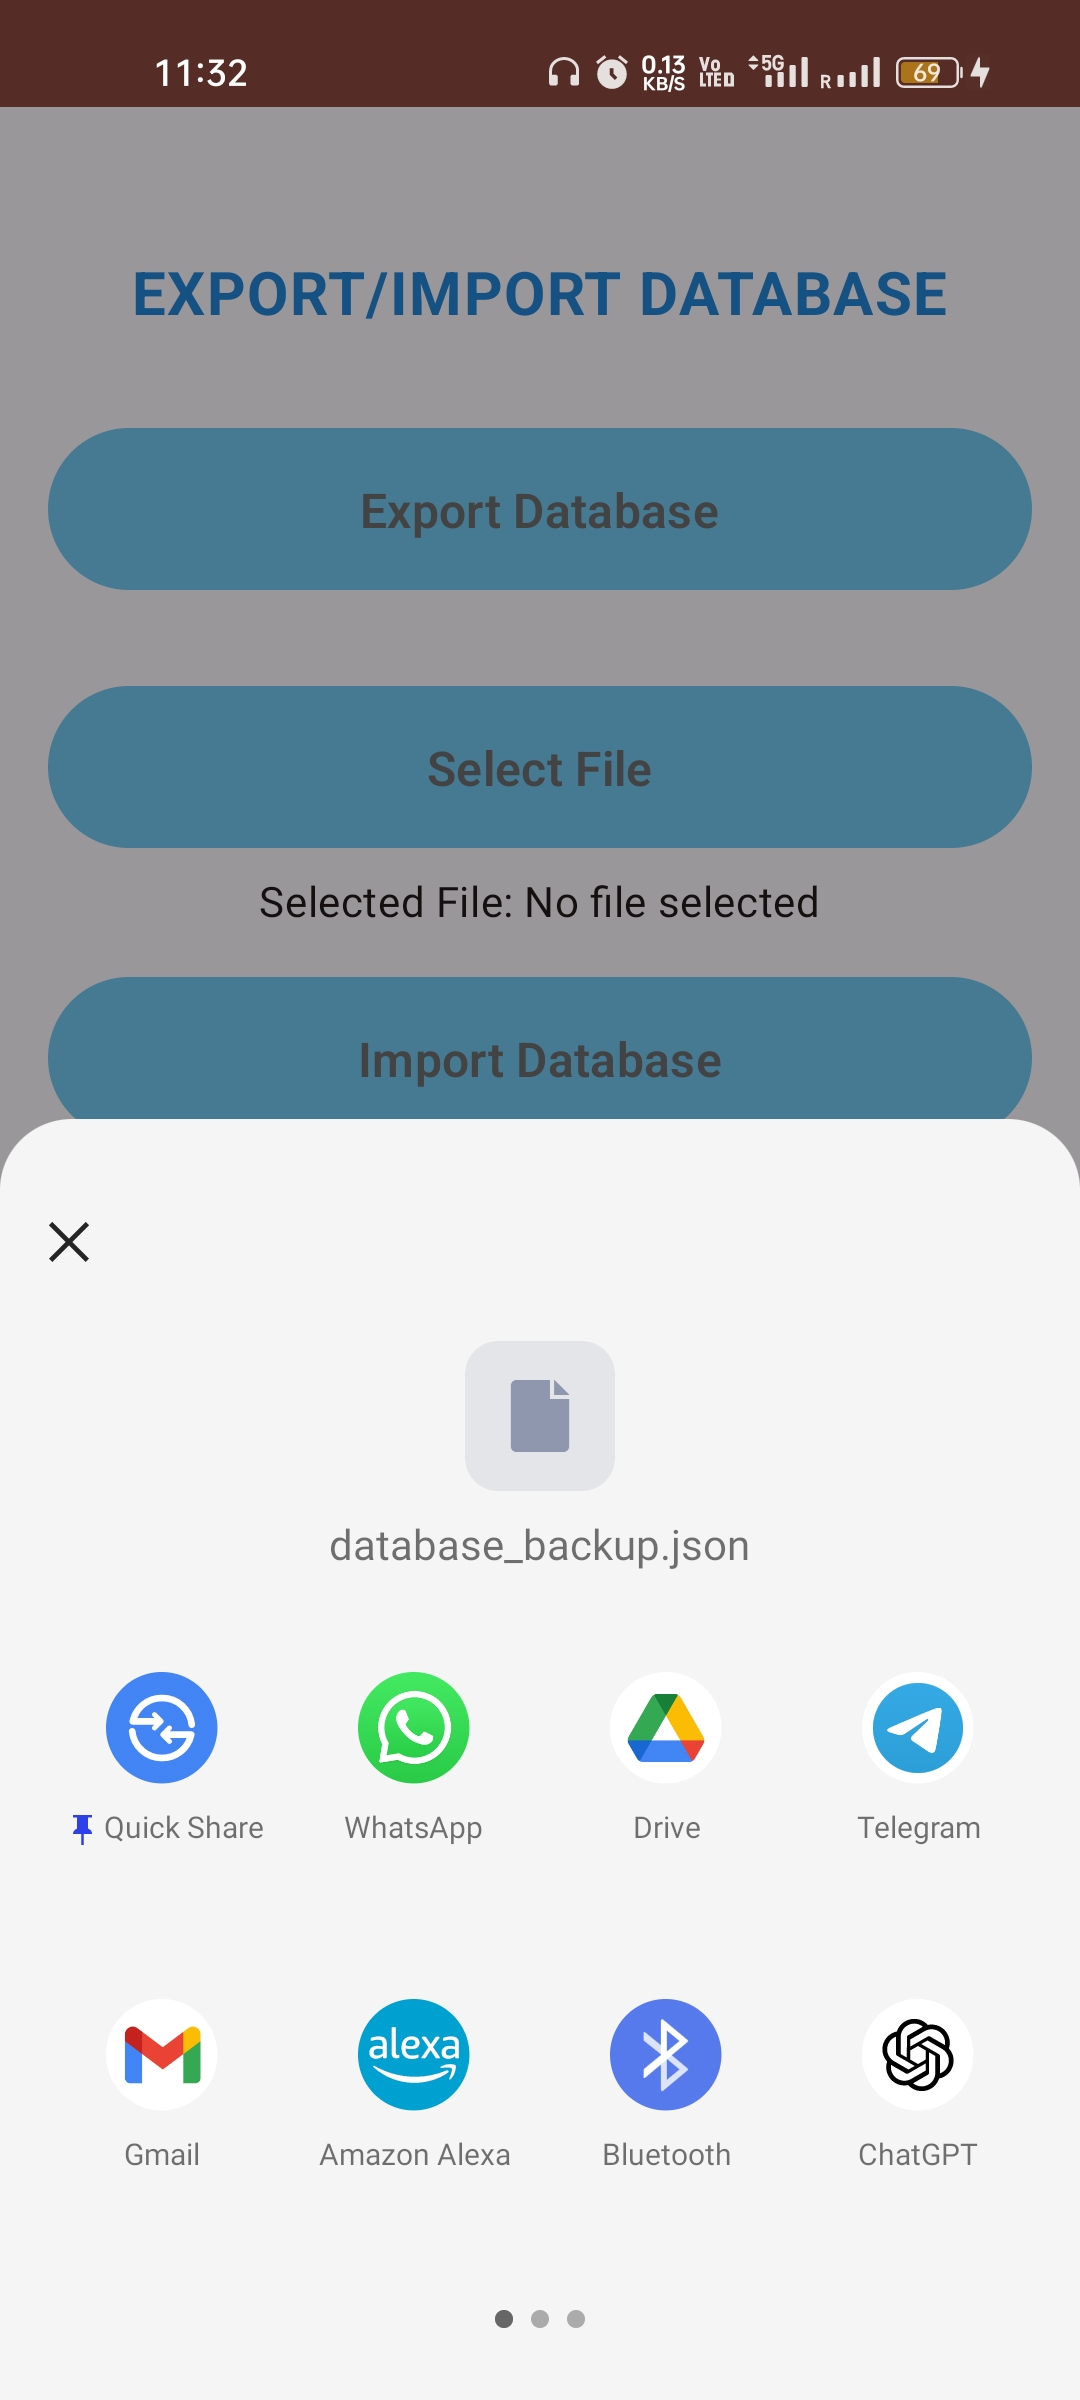 11:32
0.13
KB/S
Vo
LTE D
5G
R
69
EXPORT/IMPORT DATABASE
Export Database
Select File
Selected File: No file selected
Import Database
database_backup.json
Quick Share
WhatsApp
Drive
Telegram
alexa
Gmail
Amazon Alexa
Bluetooth
ChatGPT